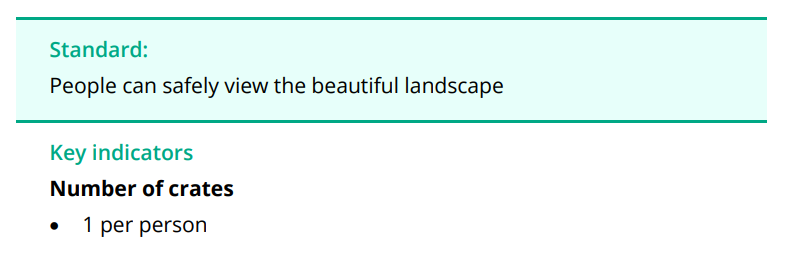 Standard:
People can safely view the beautiful landscape
Key indicators
Number of crates
• 1 per person